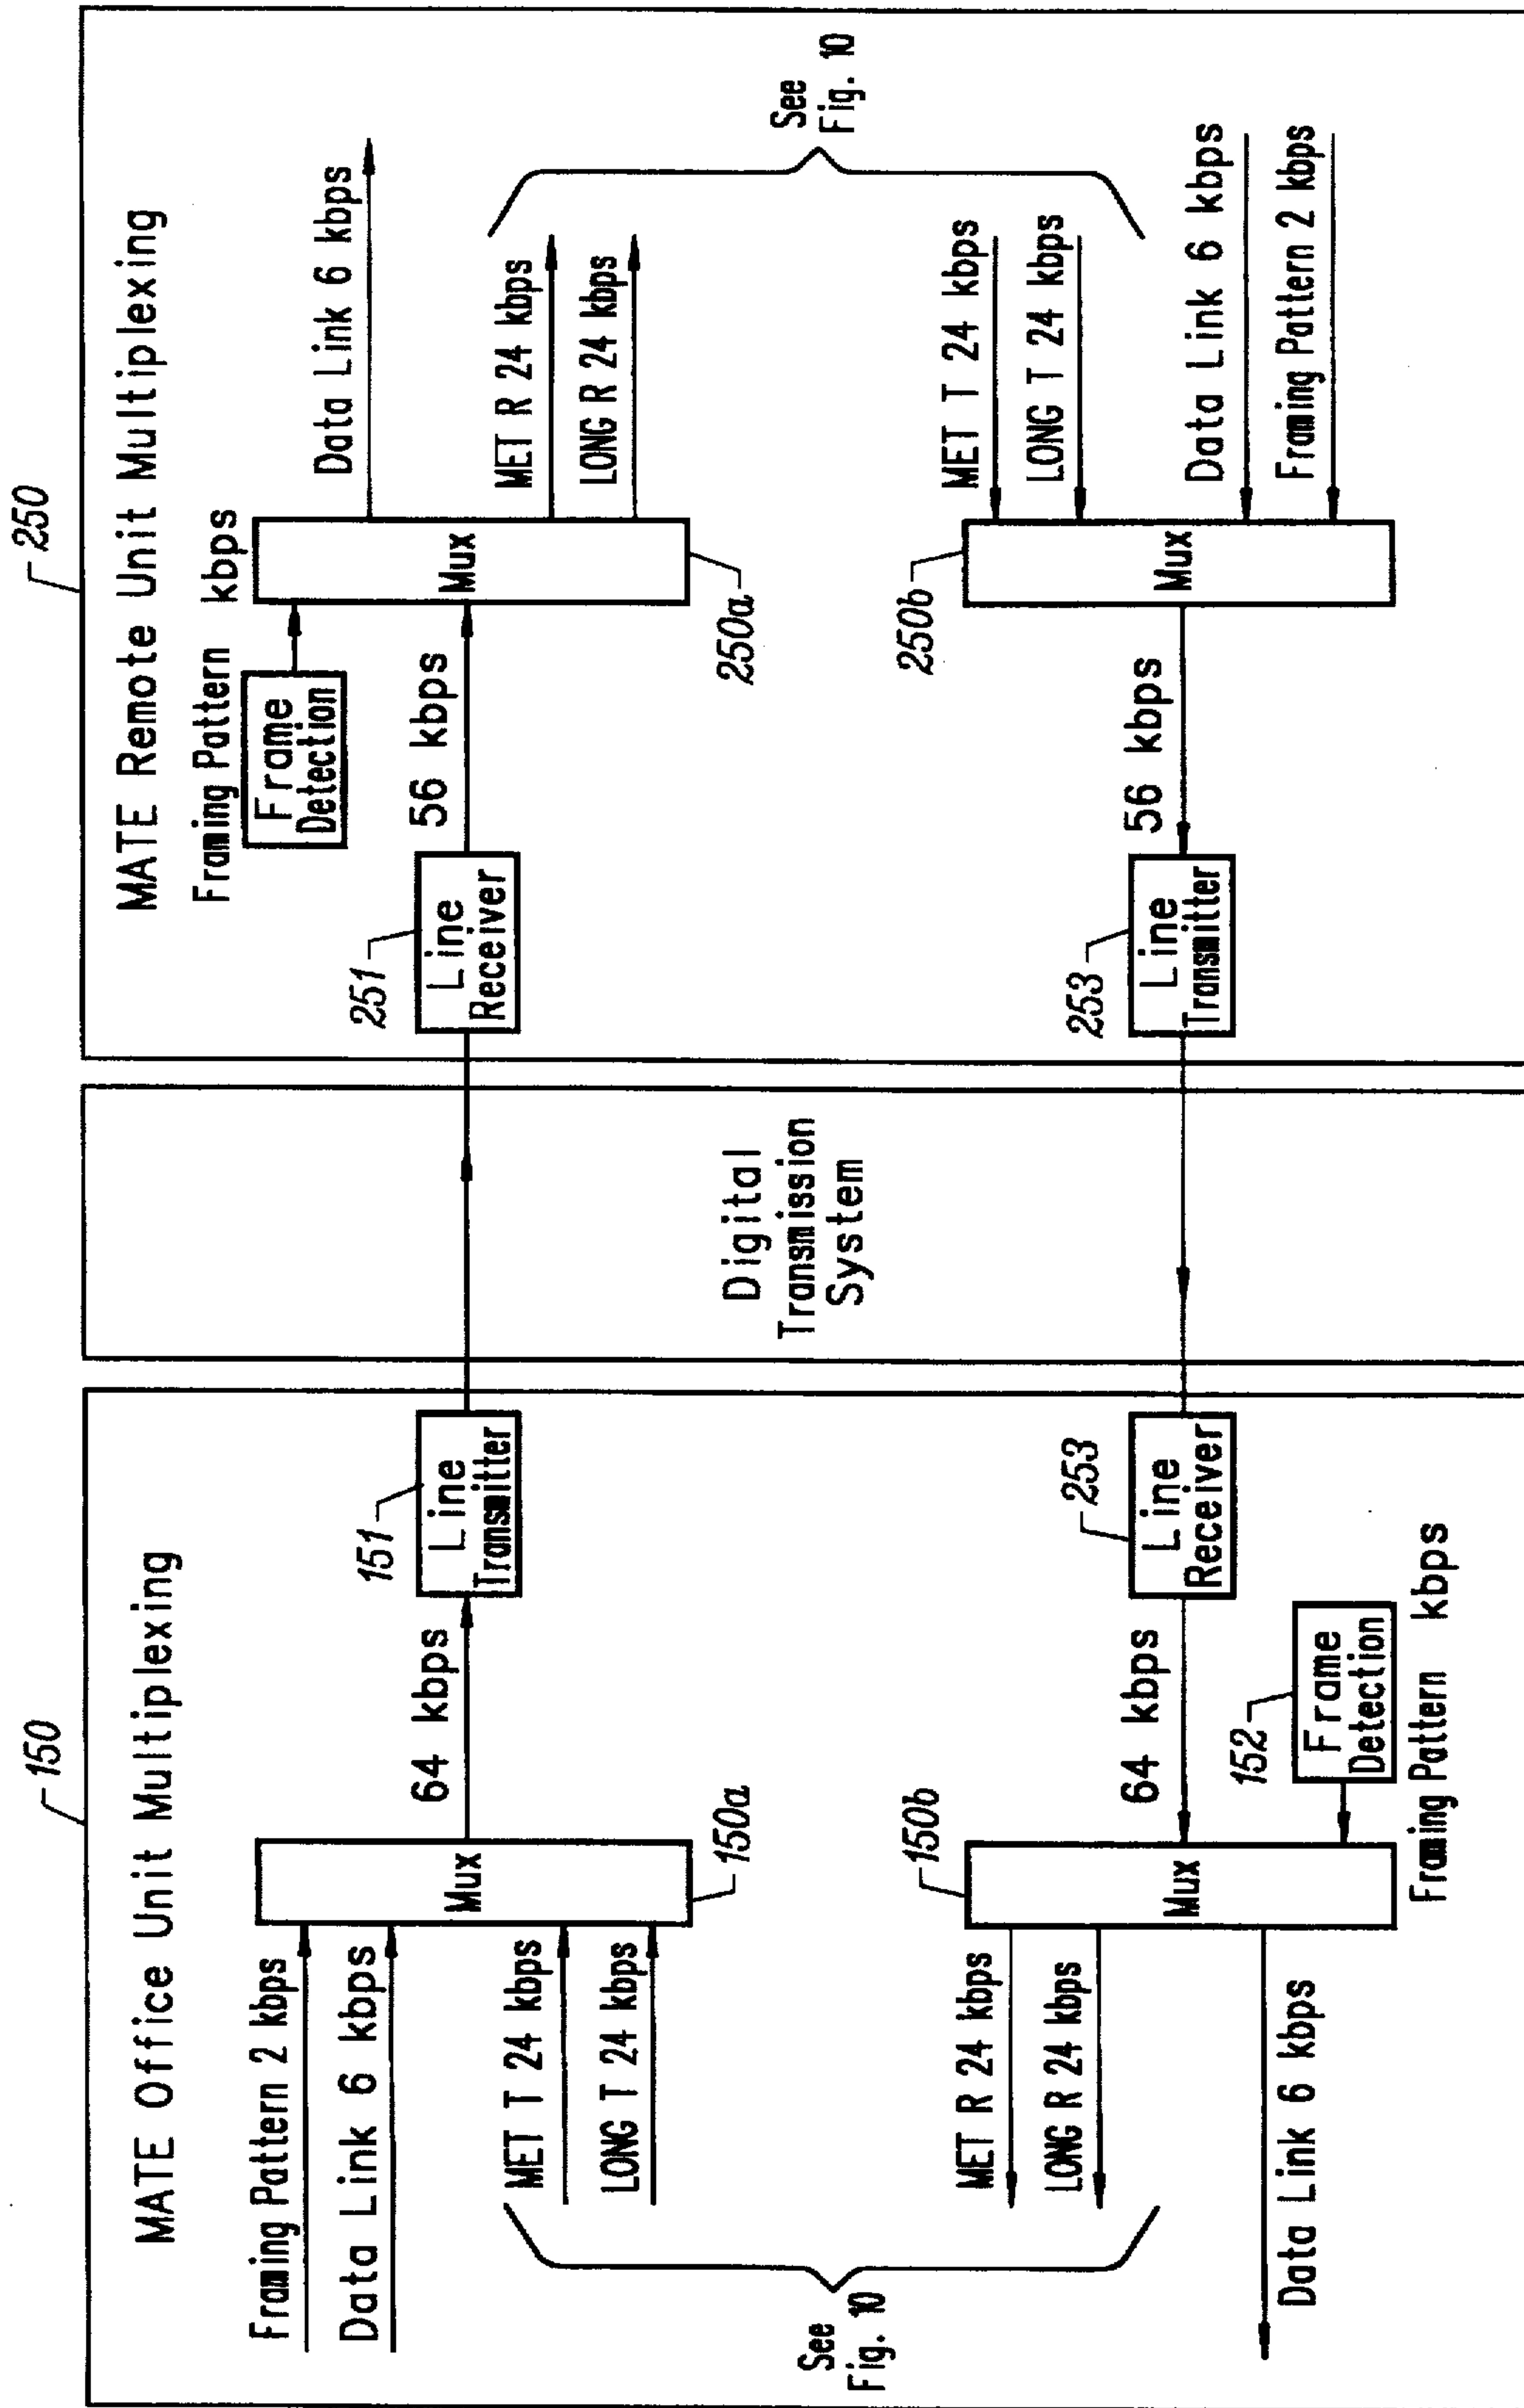 150
MATE Office Unit Multiplexing
Framing Pattern 2 kbps
Data Link 6 kbps
MET T 24 kbps
LONG T 24 kbps
See
Fig. 10
Mux
150a
64 kbps
151
Line
Transmitter
MET R 24 kbps
LONG R 24 kbps
Data Link 6 kbps
Mux
150b
64 kbps
253
Line
Receiver
152
Frame
Detection
Framing Pattern kbps
Digital
Transmission
System
250
MATE Remote Unit Multiplexing
Framing Pattern kbps
Frame
Detection
251
Line
Receiver
56 kbps
Mux
250a
Data Link 6 kbps
MET R 24 kbps
LONG R 24 kbps
See
Fig. 10
253
Line
Transmitter
56 kbps
250b
Mux
MET T 24 kbps
LONG T 24 kbps
Data Link 6 kbps
Framing Pattern 2 kbps